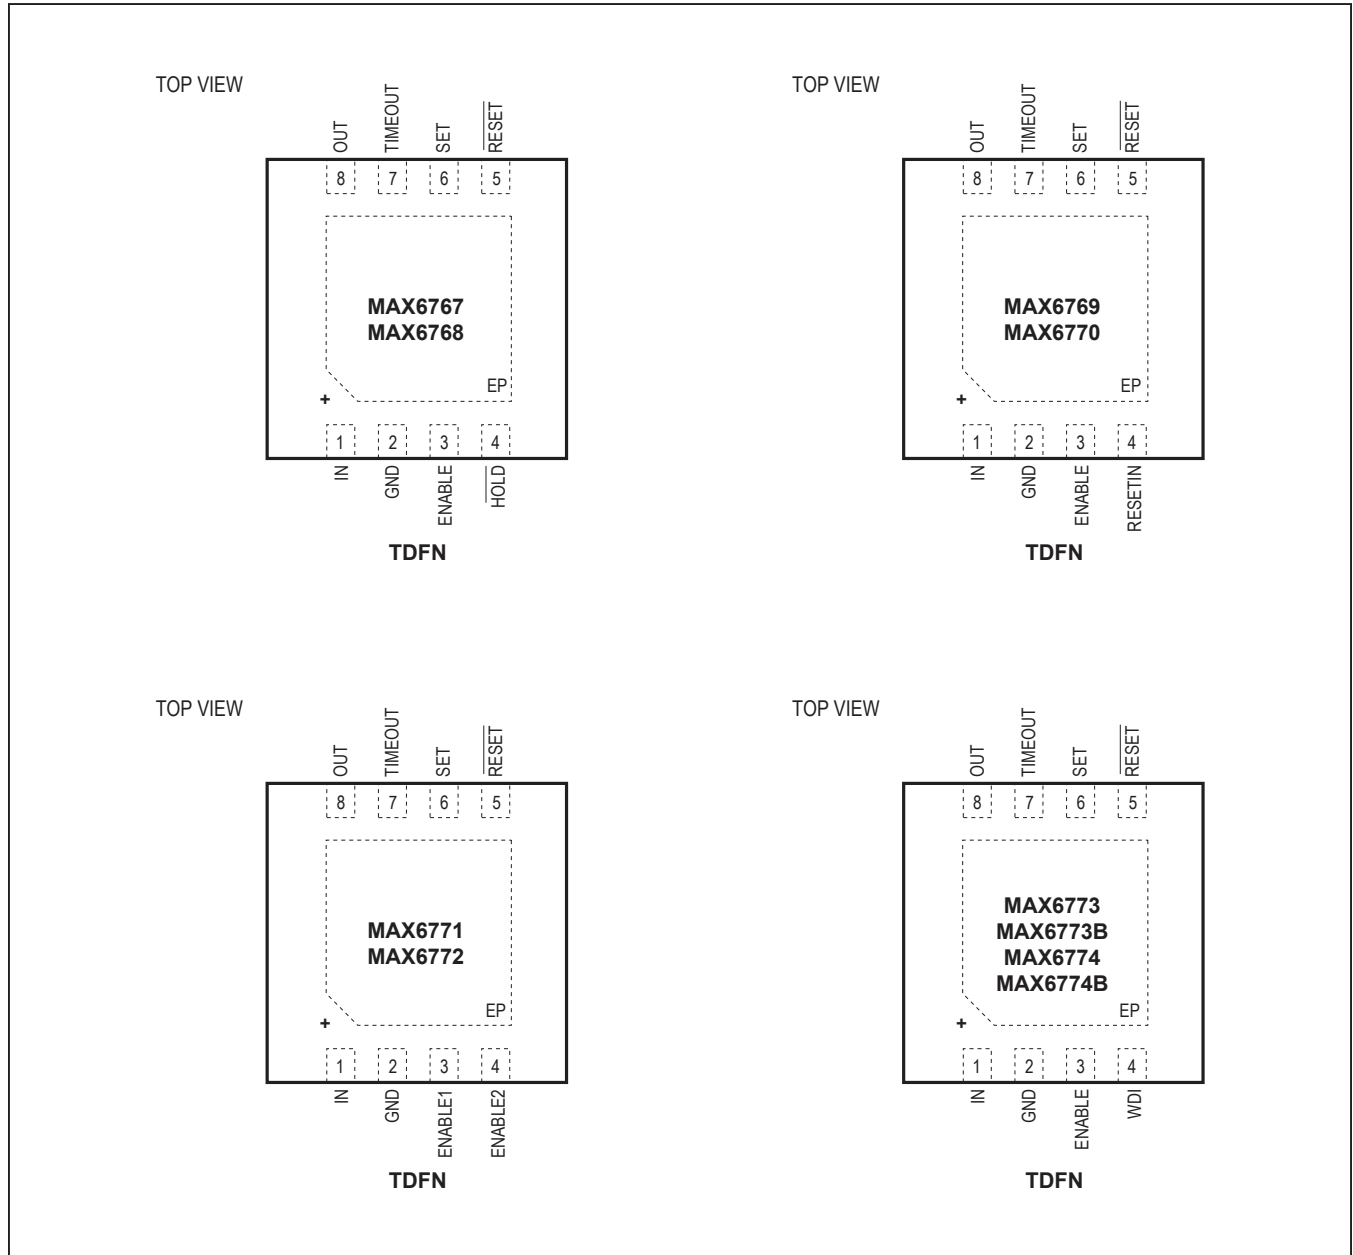 TOP VIEW
OUT
TIMEOUT
SET
RESET
8 7 6 5
MAX6767
MAX6768
EP
+
1 2 3 4
IN
GND
ENABLE
HOLD
TDFN
TOP VIEW
OUT
TIMEOUT
SET
RESET
8 7 6 5
MAX6769
MAX6770
EP
+
1 2 3 4
IN
GND
ENABLE
RESETIN
TDFN
TOP VIEW
OUT
TIMEOUT
SET
RESET
8 7 6 5
MAX6771
MAX6772
EP
+
1 2 3 4
IN
GND
ENABLE1
ENABLE2
TDFN
TOP VIEW
OUT
TIMEOUT
SET
RESET
8 7 6 5
MAX6773
MAX6773B
MAX6774
MAX6774B
EP
+
1 2 3 4
IN
GND
ENABLE
WDI
TDFN